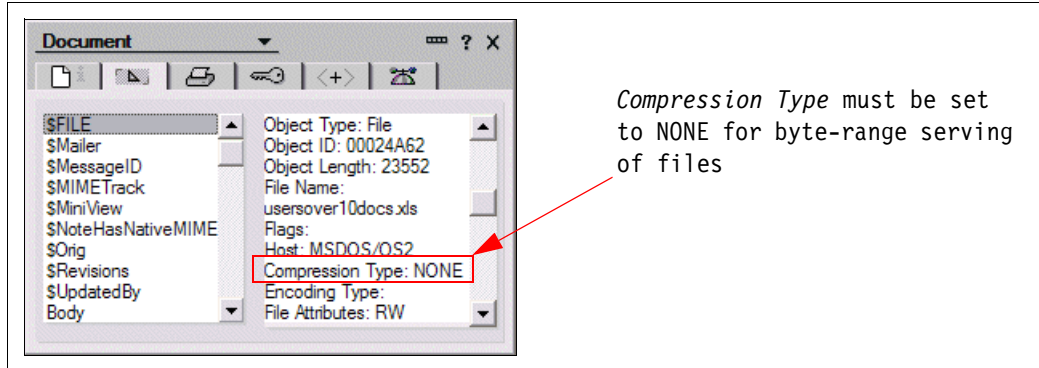 Document
? X
<+>
$FILE
$Mailer
$MessageID
$MIMETrack
$MiniView
$NoteHasNativeMIME
$Orig
$Revisions
$UpdatedBy
Body
Object Type: File
Object ID: 00024A62
Object Length: 23552
File Name:
usersover10docs.xls
Flags:
Host: MSDOS/OS2
Compression Type: NONE
Encoding Type:
File Attributes: RW
Compression Type must be set
to NONE for byte-range serving
of files